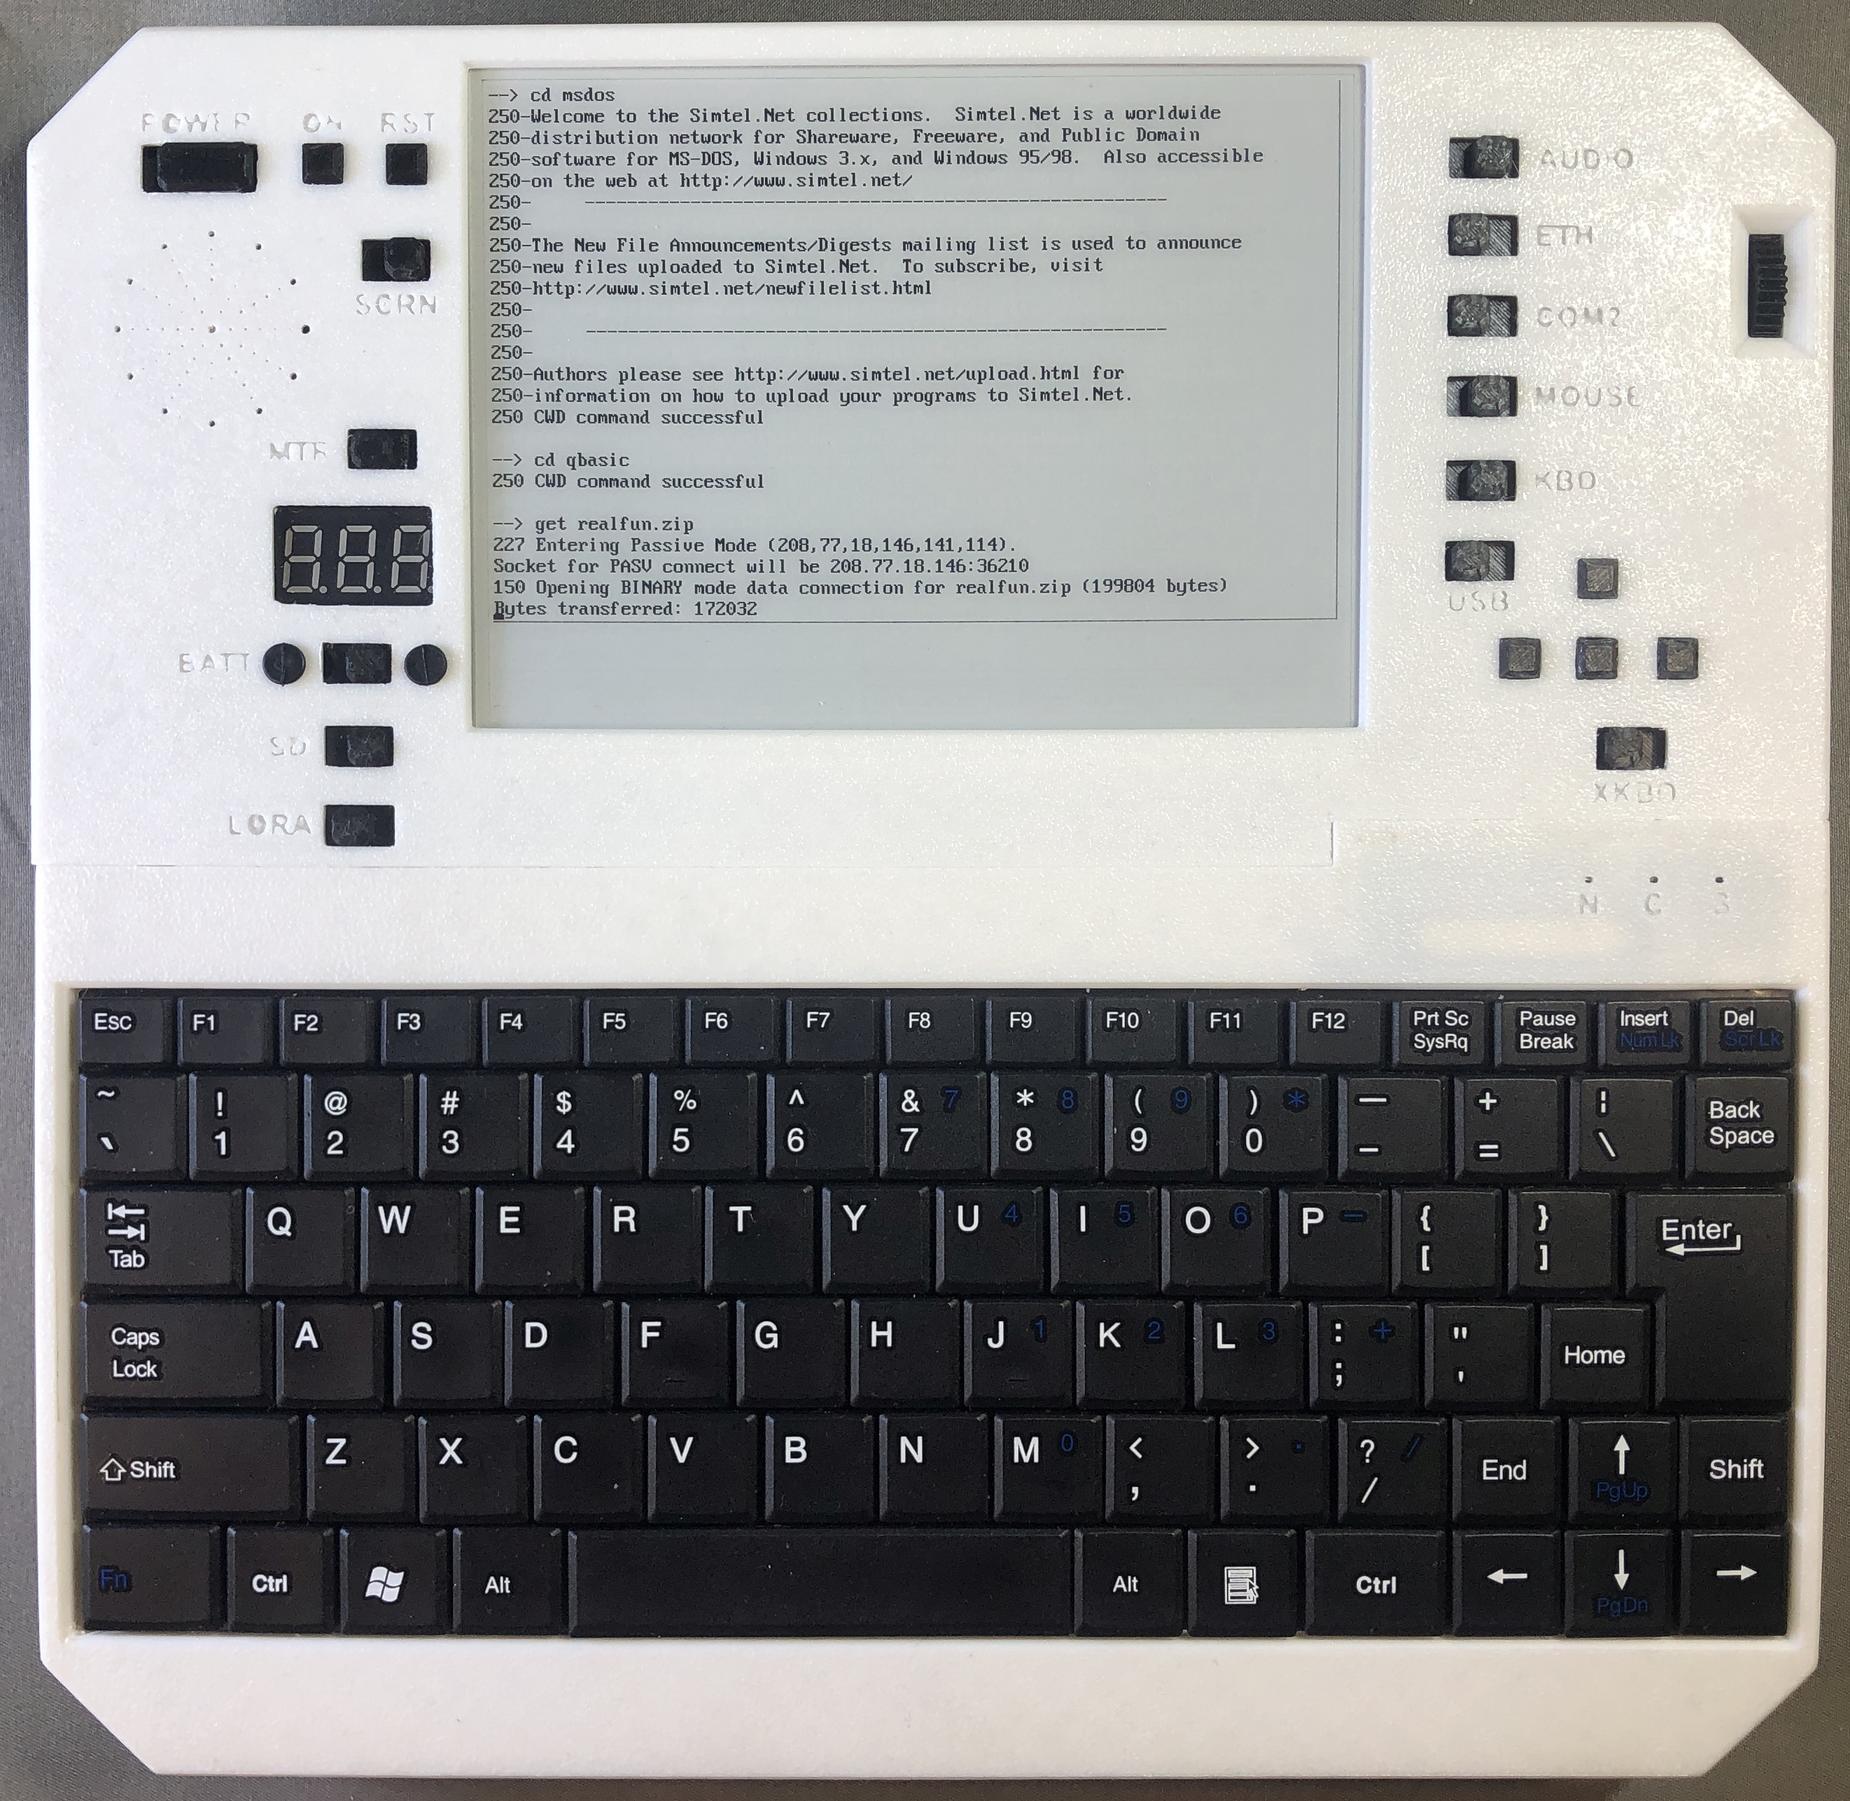 POWER ON RST
SCRN
MTR
BATT
SD
LORA
--> cd msdos
250-Welcome to the Simtel.Net collections.  Simtel.Net is a worldwide
250-distribution network for Shareware, Freeware, and Public Domain
250-software for MS-DOS, Windows 3.x, and Windows 95/98.  Also accessible
250-on the web at http://www.simtel.net/
250-     --------------------------------------------------------
250-
250-The New File Announcements/Digests mailing list is used to announce
250-new files uploaded to Simtel.Net.  To subscribe, visit
250-http://www.simtel.net/newfilelist.html
250-
250-     --------------------------------------------------------
250-
250-Authors please see http://www.simtel.net/upload.html for
250-information on how to upload your programs to Simtel.Net.
250 CWD command successful
--> cd qbasic
250 CWD command successful
--> get realfun.zip
227 Entering Passive Mode (208,77,18,146,141,114).
Socket for PASV connect will be 208.77.18.146:36210
150 Opening BINARY mode data connection for realfun.zip (199804 bytes)
Bytes transferred: 172032
AUDIO
ETH
COM2
MOUSE
KBD
USB
XKBD
N C S
Esc F1 F2 F3 F4 F5 F6 F7 F8 F9 F10 F11 F12 Prt Sc SysRq Pause Break Insert Num Lk Del Scr Lk
~ ` ! 1 @ 2 # 3 $ 4 % 5 ^ 6 & 7 7 * 8 8 ( 9 9 ) 0 * — - + = ¦ \ Back Space
Tab Q W E R T Y U 4 I 5 O 6 P - { [ } ] Enter
Caps Lock A S D F G H J 1 K 2 L 3 : ; + " ' Home
Shift Z X C V B N M 0 < , > . . ? / / End ↑ PgUp Shift
Fn Ctrl Alt Alt Ctrl ← ↓ PgDn →